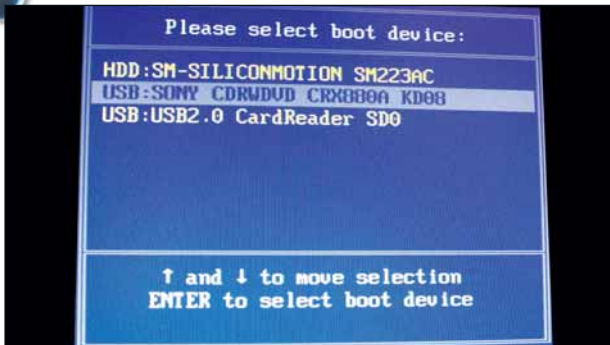 Please select boot device:
HDD:SM-SILICONMOTION SM223AC
USB:SONY CDRWDVD CRX880A KD08
USB:USB2.0 CardReader SD0
↑ and ↓ to move selection
ENTER to select boot device